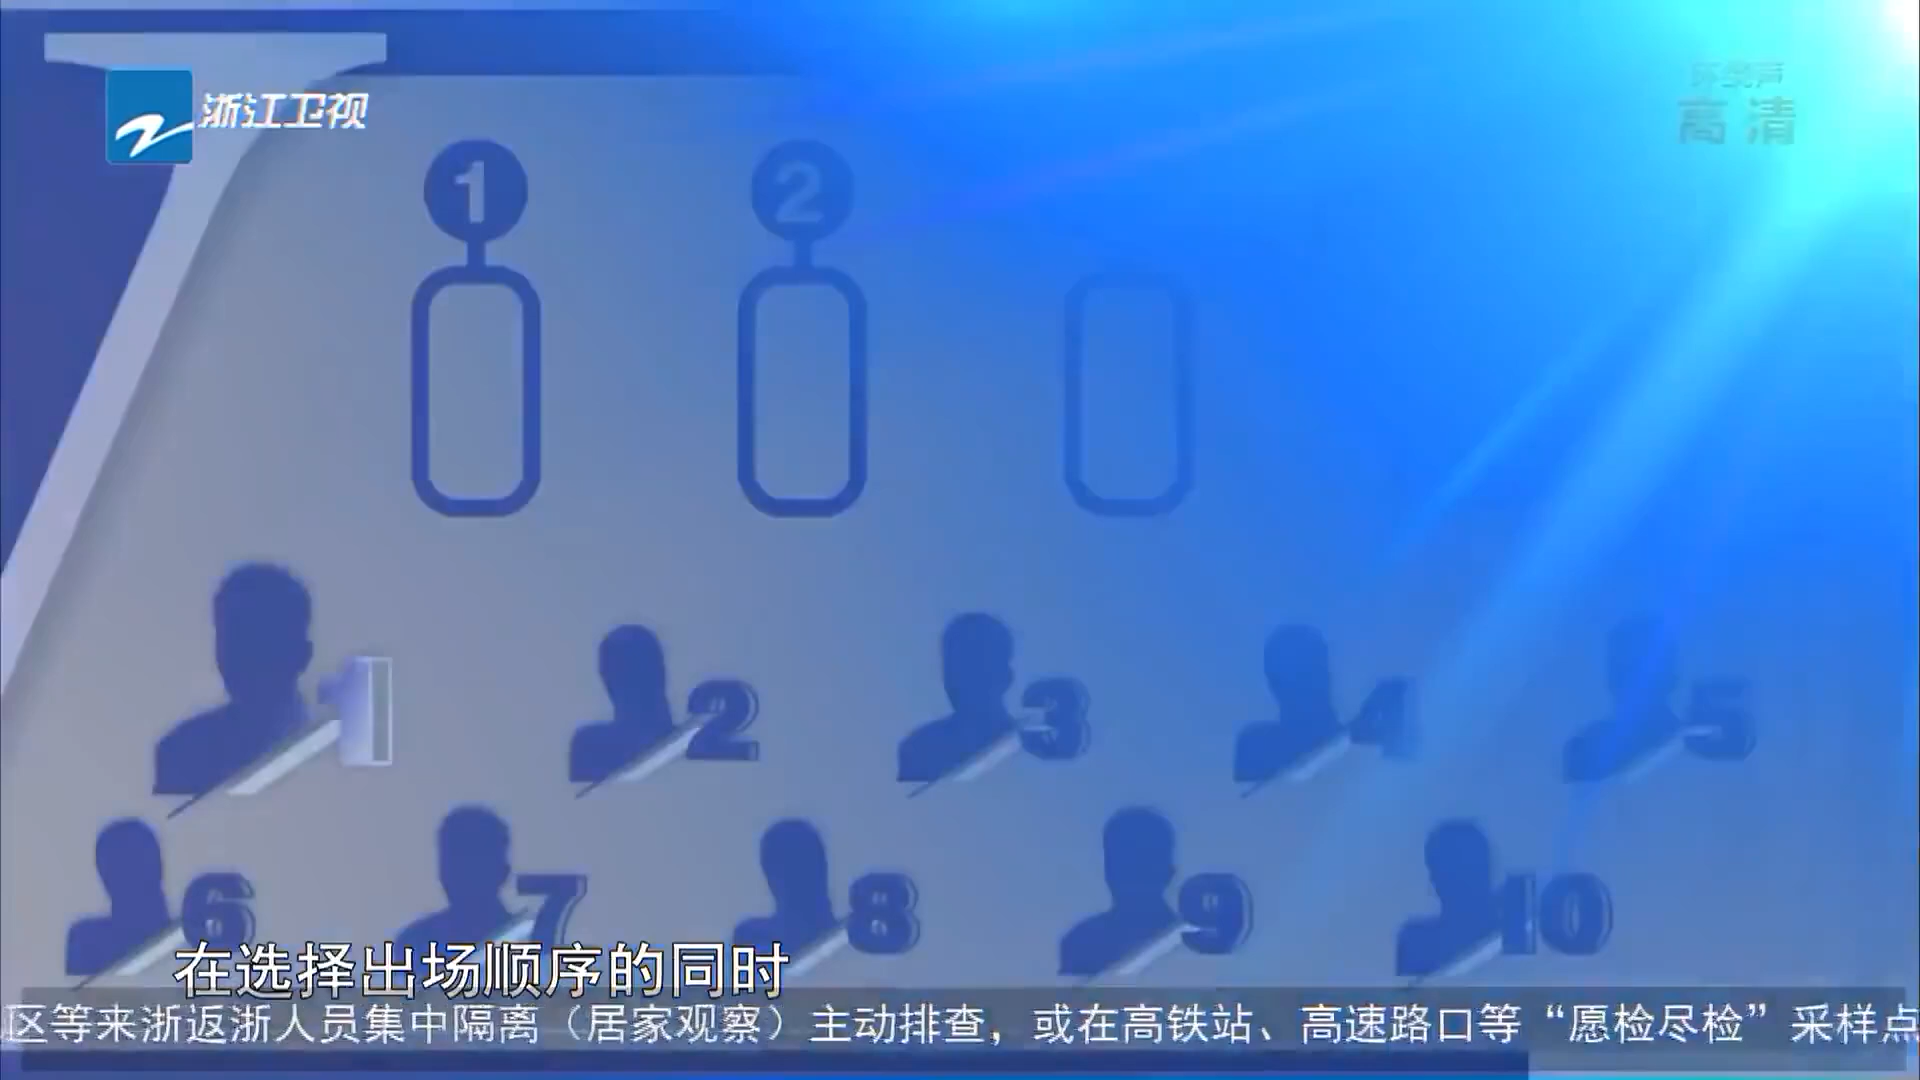 浙江卫视
环绕声
高清
1 2
1 2 3 4 5
6 7 8 9 10
在选择出场顺序的同时
区等来浙返浙人员集中隔离（居家观察）主动排查，或在高铁站、高速路口等“愿检尽检”采样点